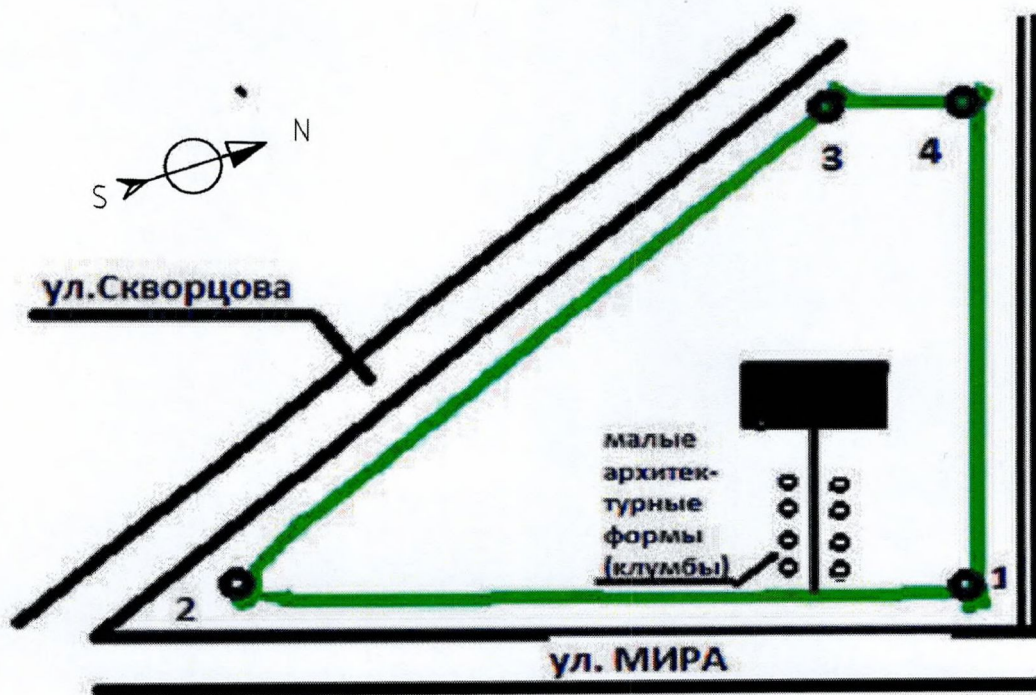 N
S
3
4
ул.Скворцова
малые
архитек-
турные
формы
(клумбы)
1
2
ул. МИРА